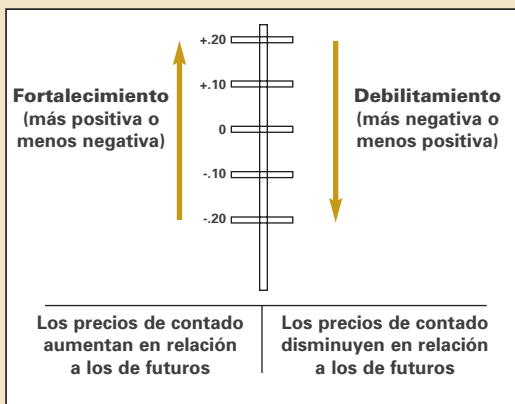 +.20
+.10
0
-.10
-.20
Fortalecimiento
(más positiva o
menos negativa)
Debilitamiento
(más negativa o
menos positiva)
Los precios de contado
aumentan en relación
a los de futuros
Los precios de contado
disminuyen en relación
a los de futuros